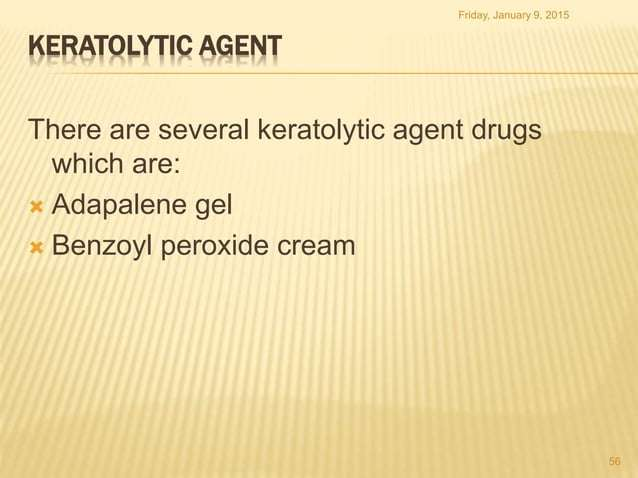 Friday, January 9, 2015
KERATOLYTIC AGENT
There are several keratolytic agent drugs
which are:
Adapalene gel
Benzoyl peroxide cream
56